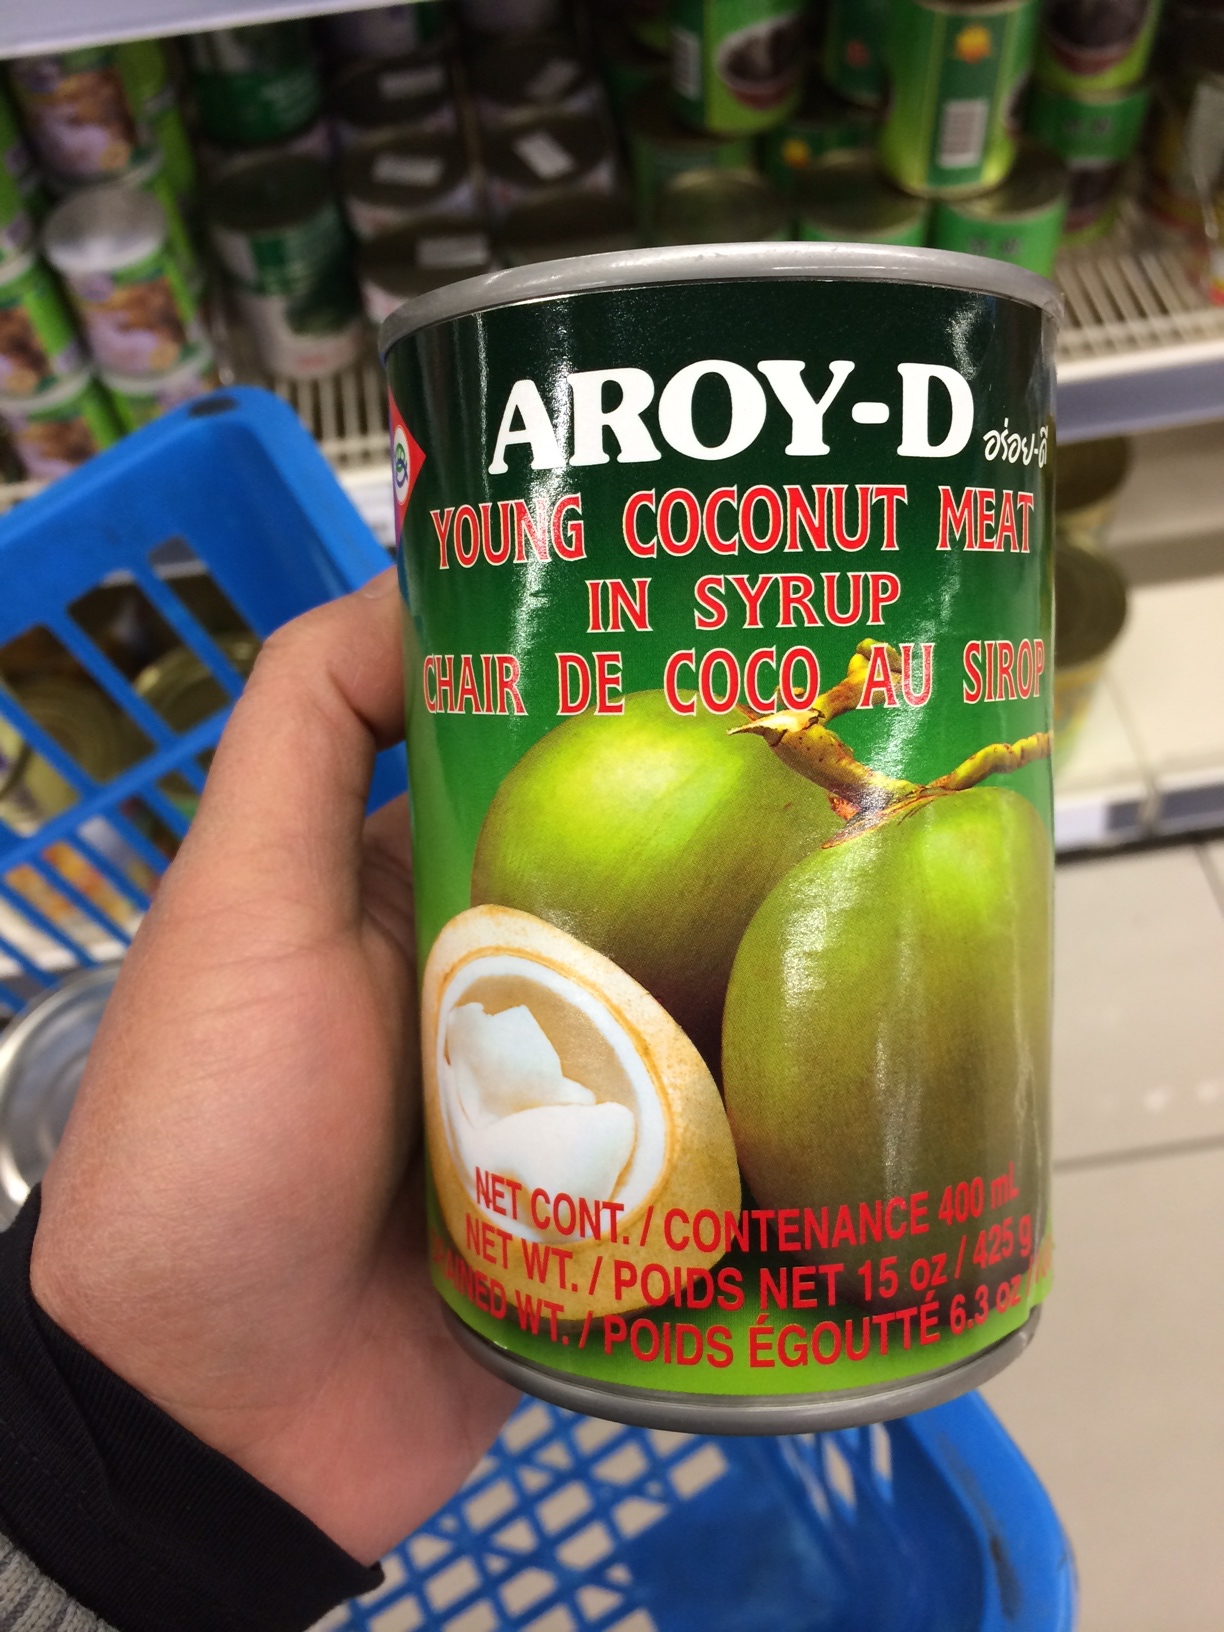 AROY-D อร่อย-ดี
YOUNG COCONUT MEAT
IN SYRUP
CHAIR DE COCO AU SIROP
NET CONT. / CONTENANCE 400 mL
NET WT. / POIDS NET 15 oz / 425 g
WT. / POIDS ÉGOUTTÉ 6.3 oz /